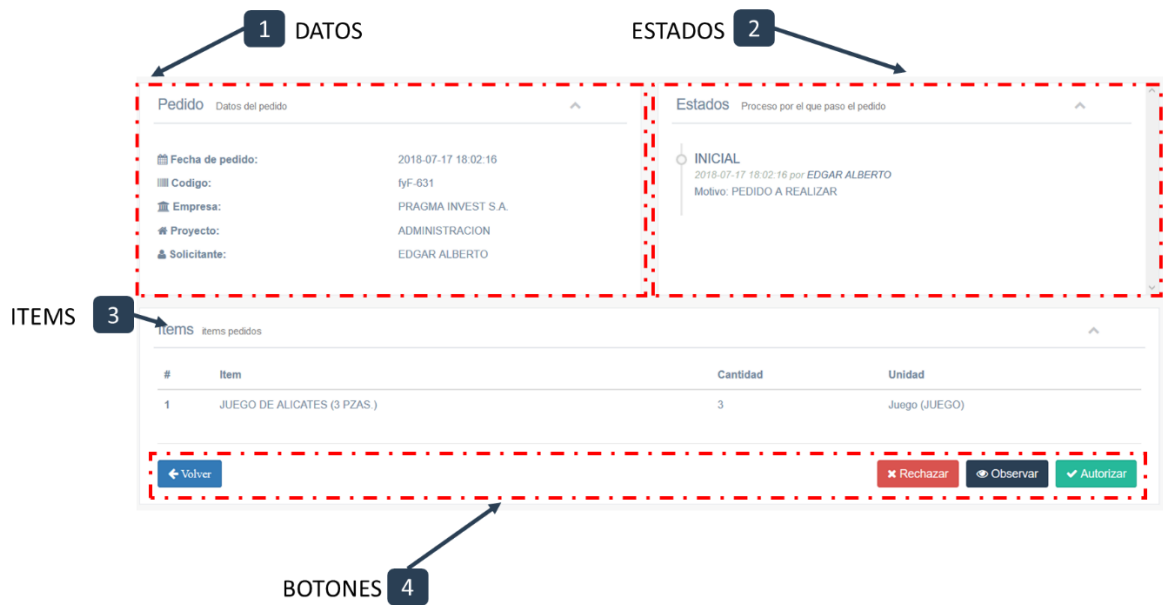 1 DATOS
ESTADOS 2
Pedido Datos del pedido
Fecha de pedido: 2018-07-17 18:02:16
Codigo: fyF-631
Empresa: PRAGMA INVEST S.A.
Proyecto: ADMINISTRACION
Solicitante: EDGAR ALBERTO
Estados Proceso por el que paso el pedido
INICIAL
2018-07-17 18:02:16 por EDGAR ALBERTO
Motivo: PEDIDO A REALIZAR
ITEMS 3
Items items pedidos
# Item Cantidad Unidad
1 JUEGO DE ALICATES (3 PZAS.) 3 Juego (JUEGO)
Volver Rechazar Observar Autorizar
BOTONES 4